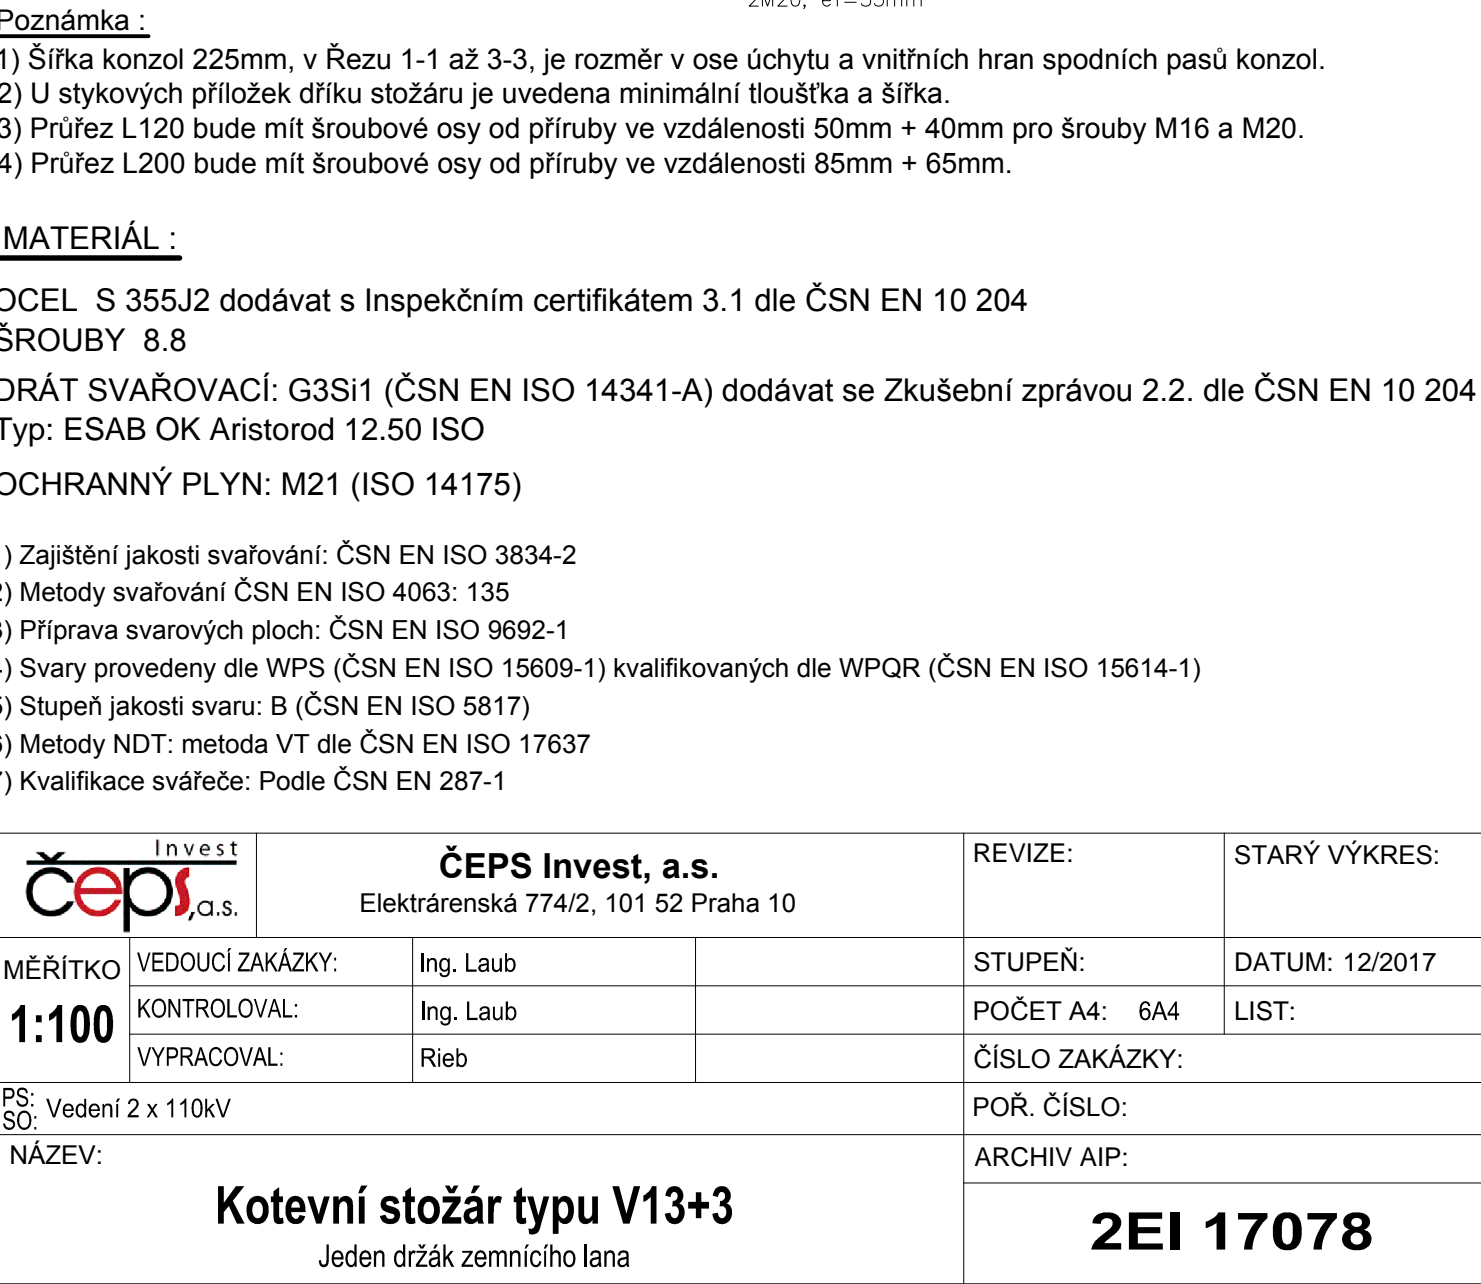 2M20, e1=35mm
Poznámka :
1) Šířka konzol 225mm, v Řezu 1-1 až 3-3, je rozměr v ose úchytu a vnitřních hran spodních pasů konzol.
2) U stykových příložek dříku stožáru je uvedena minimální tloušťka a šířka.
3) Průřez L120 bude mít šroubové osy od příruby ve vzdálenosti 50mm + 40mm pro šrouby M16 a M20.
4) Průřez L200 bude mít šroubové osy od příruby ve vzdálenosti 85mm + 65mm.
MATERIÁL :
OCEL S 355J2 dodávat s Inspekčním certifikátem 3.1 dle ČSN EN 10 204
ŠROUBY 8.8
DRÁT SVAŘOVACÍ: G3Si1 (ČSN EN ISO 14341-A) dodávat se Zkušební zprávou 2.2. dle ČSN EN 10 204
Typ: ESAB OK Aristorod 12.50 ISO
OCHRANNÝ PLYN: M21 (ISO 14175)
1) Zajištění jakosti svařování: ČSN EN ISO 3834-2
2) Metody svařování ČSN EN ISO 4063: 135
3) Příprava svarových ploch: ČSN EN ISO 9692-1
4) Svary provedeny dle WPS (ČSN EN ISO 15609-1) kvalifikovaných dle WPQR (ČSN EN ISO 15614-1)
5) Stupeň jakosti svaru: B (ČSN EN ISO 5817)
6) Metody NDT: metoda VT dle ČSN EN ISO 17637
7) Kvalifikace svářeče: Podle ČSN EN 287-1
Invest
čeps,a.s.
ČEPS Invest, a.s.
Elektrárenská 774/2, 101 52 Praha 10
REVIZE:
STARÝ VÝKRES:
MĚŘÍTKO
1:100
VEDOUCÍ ZAKÁZKY: Ing. Laub
STUPEŇ:
DATUM: 12/2017
KONTROLOVAL: Ing. Laub
POČET A4: 6A4
LIST:
VYPRACOVAL: Rieb
ČÍSLO ZAKÁZKY:
PS:
SO:
Vedení 2 x 110kV
POŘ. ČÍSLO:
NÁZEV:
ARCHIV AIP:
Kotevní stožár typu V13+3
Jeden držák zemnícího lana
2EI 17078